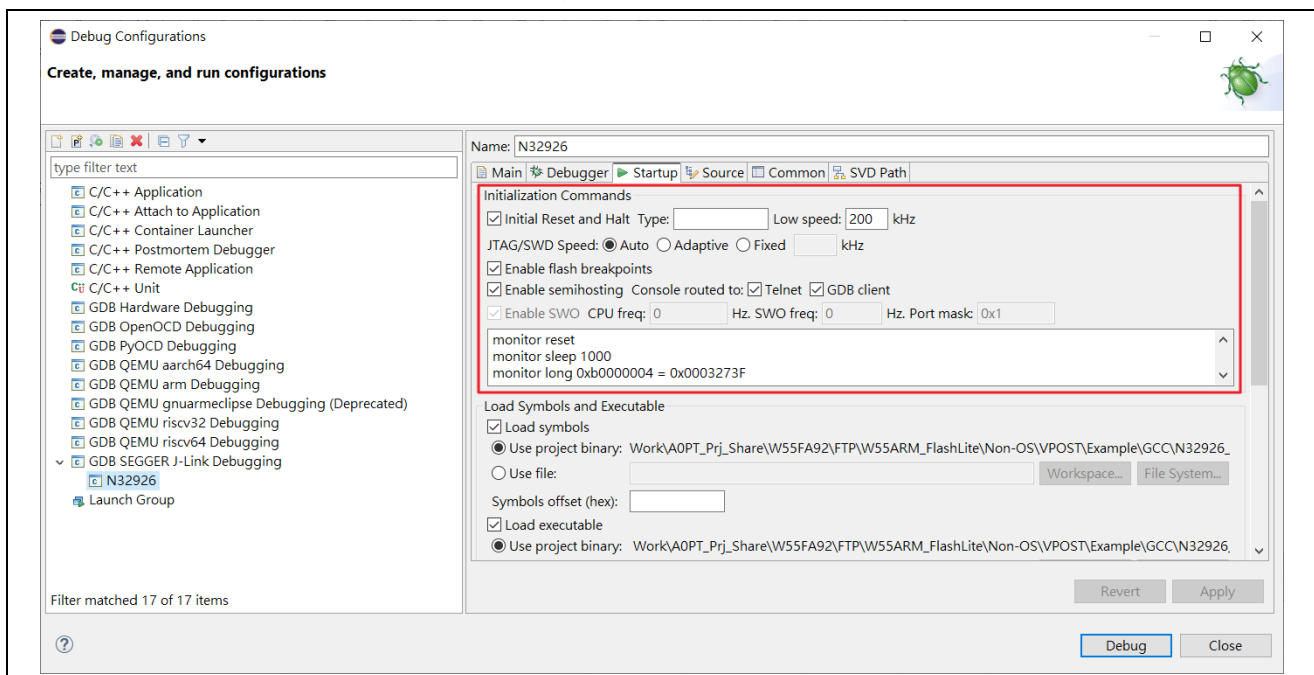 Debug Configurations
Create, manage, and run configurations
type filter text
C/C++ Application
C/C++ Attach to Application
C/C++ Container Launcher
C/C++ Postmortem Debugger
C/C++ Remote Application
C/C++ Unit
GDB Hardware Debugging
GDB OpenOCD Debugging
GDB PyOCD Debugging
GDB QEMU aarch64 Debugging
GDB QEMU arm Debugging
GDB QEMU gnuarmeclipse Debugging (Deprecated)
GDB QEMU riscv32 Debugging
GDB QEMU riscv64 Debugging
GDB SEGGER J-Link Debugging
N32926
Launch Group
Filter matched 17 of 17 items
Name: N32926
Main Debugger Startup Source Common SVD Path
Initialization Commands
Initial Reset and Halt Type: Low speed: 200 kHz
JTAG/SWD Speed: Auto Adaptive Fixed kHz
Enable flash breakpoints
Enable semihosting Console routed to: Telnet GDB client
Enable SWO CPU freq: 0 Hz. SWO freq: 0 Hz. Port mask: 0x1
monitor reset
monitor sleep 1000
monitor long 0xb0000004 = 0x0003273F
Load Symbols and Executable
Load symbols
Use project binary: Work\A0PT_Prj_Share\W55FA92\FTP\W55ARM_FlashLite\Non-OS\VPOST\Example\GCC\N32926_
Use file: Workspace... File System...
Symbols offset (hex):
Load executable
Use project binary: Work\A0PT_Prj_Share\W55FA92\FTP\W55ARM_FlashLite\Non-OS\VPOST\Example\GCC\N32926_
Revert Apply
Debug Close